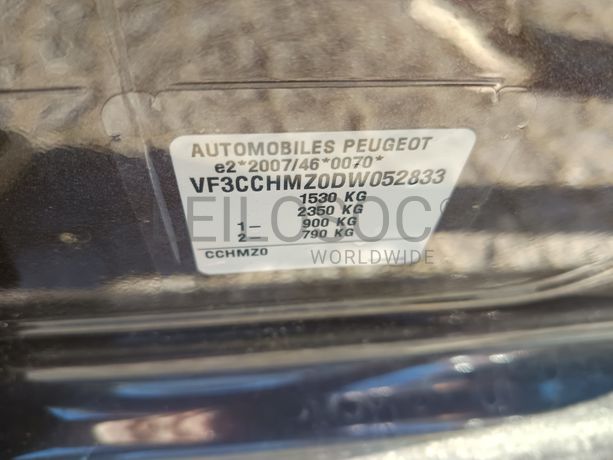 AUTOMOBILES PEUGEOT
e2*2007/46*0070*
VF3CCHMZ0DW052833
1530 KG
2350 KG
1— 900 KG
2— 790 KG
CCHMZ0
EILOCOC
WORLDWIDE